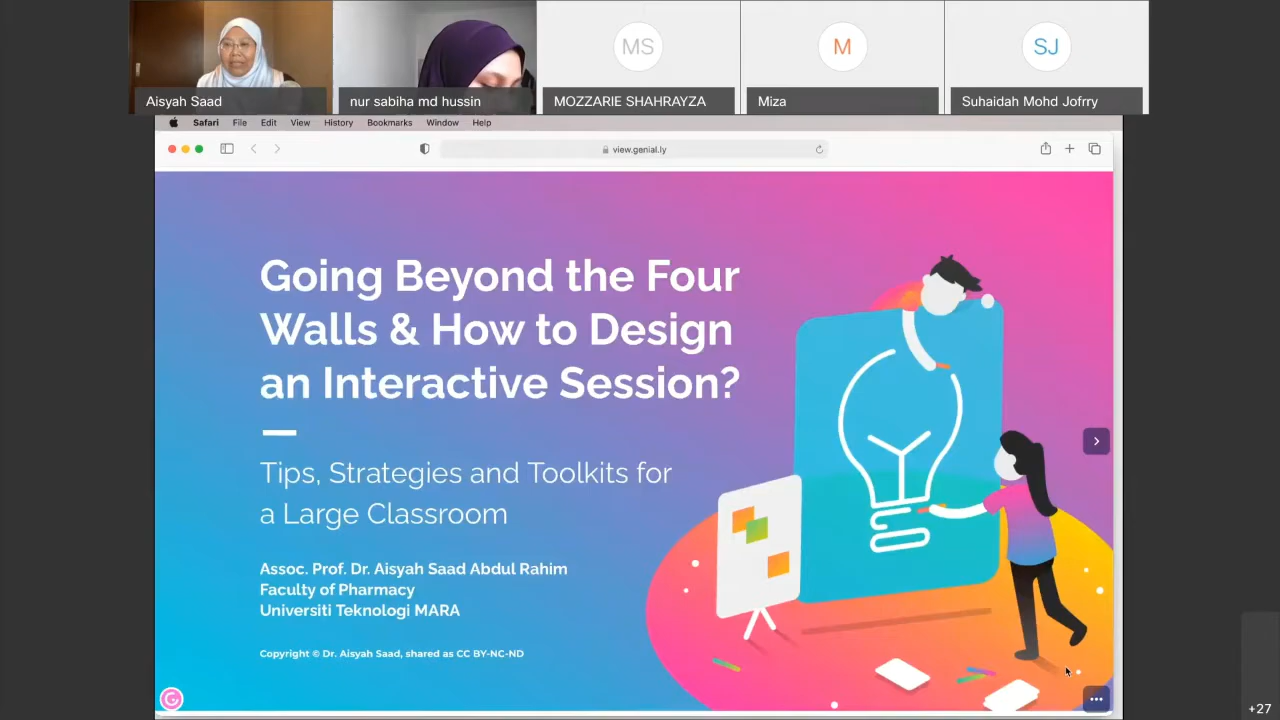 MS
M
SJ
Aisyah Saad
nur sabiha md hussin
MOZZARIE SHAHRAYZA
Miza
Suhaidah Mohd Jofrry
Safari File Edit View History Bookmarks Window Help
view.genial.ly
Going Beyond the Four
Walls & How to Design
an Interactive Session?
Tips, Strategies and Toolkits for
a Large Classroom
Assoc. Prof. Dr. Aisyah Saad Abdul Rahim
Faculty of Pharmacy
Universiti Teknologi MARA
Copyright © Dr. Aisyah Saad, shared as CC BY-NC-ND
+27